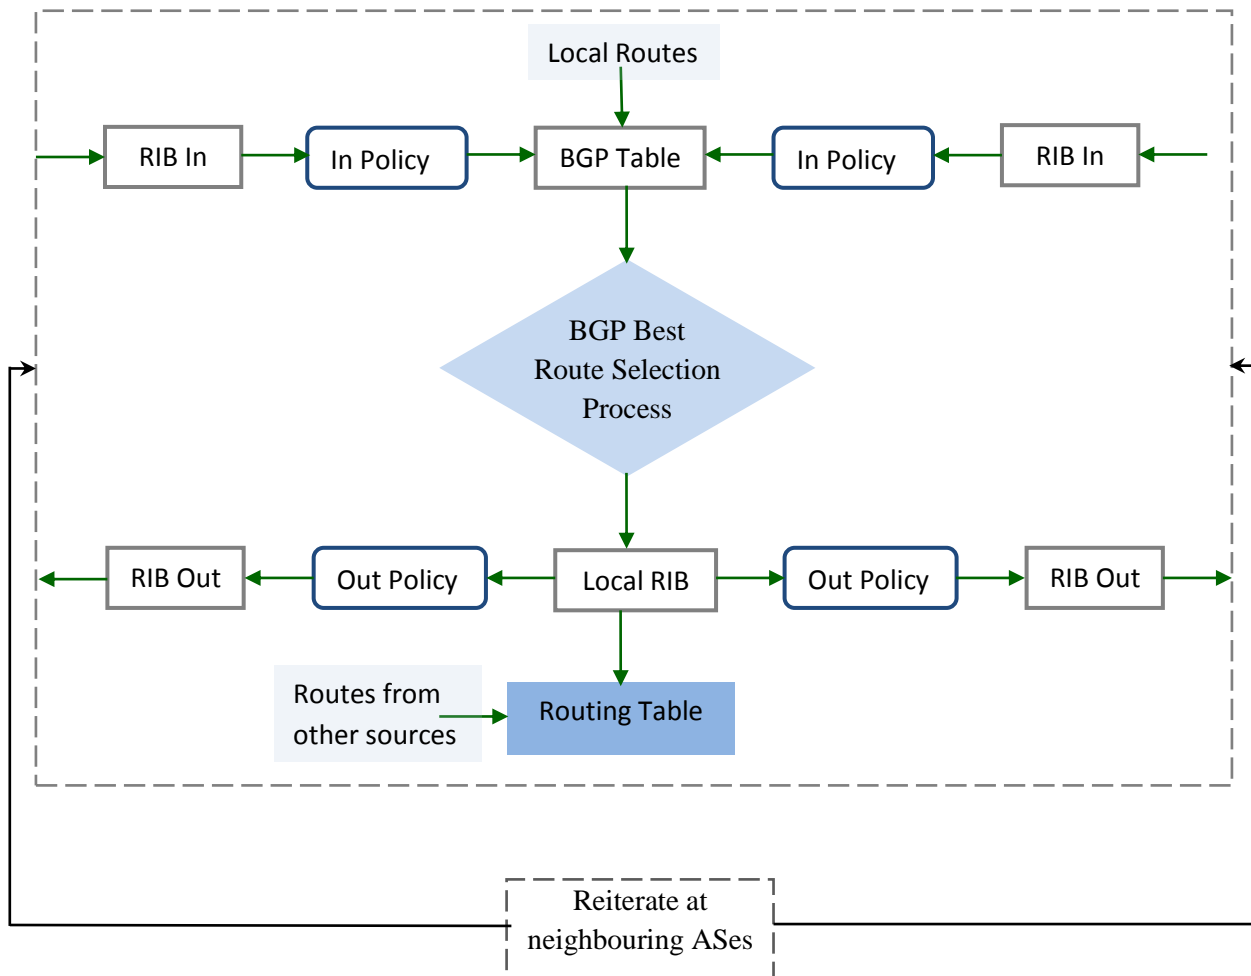 Local Routes
RIB In
In Policy
BGP Table
In Policy
RIB In
BGP Best
Route Selection
Process
RIB Out
Out Policy
Local RIB
Out Policy
RIB Out
Routes from
other sources
Routing Table
Reiterate at
neighbouring ASes